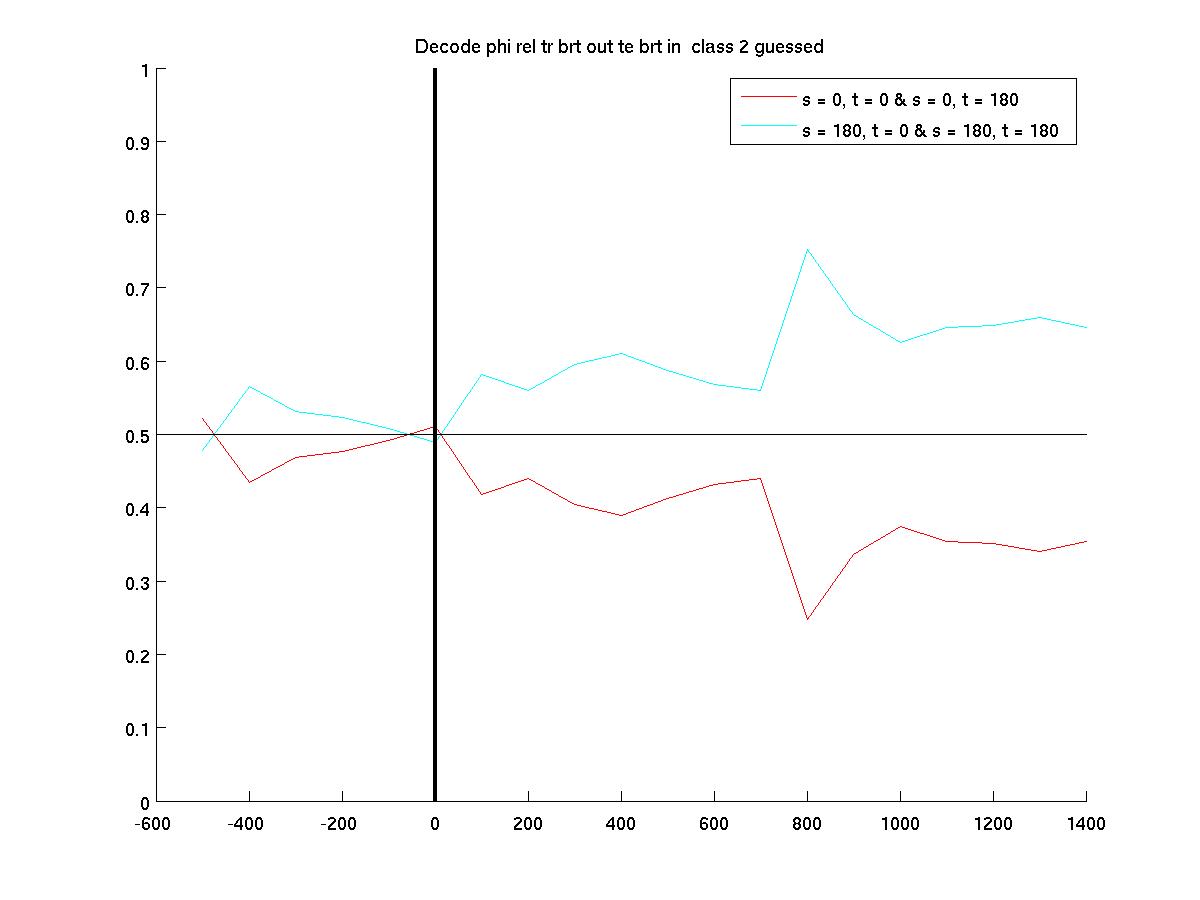 Decode phi rel tr brt out te brt in  class 2 guessed
s = 0, t = 0 & s = 0, t = 180
s = 180, t = 0 & s = 180, t = 180
1
0.9
0.8
0.7
0.6
0.5
0.4
0.3
0.2
0.1
0
-600 -400 -200 0 200 400 600 800 1000 1200 1400